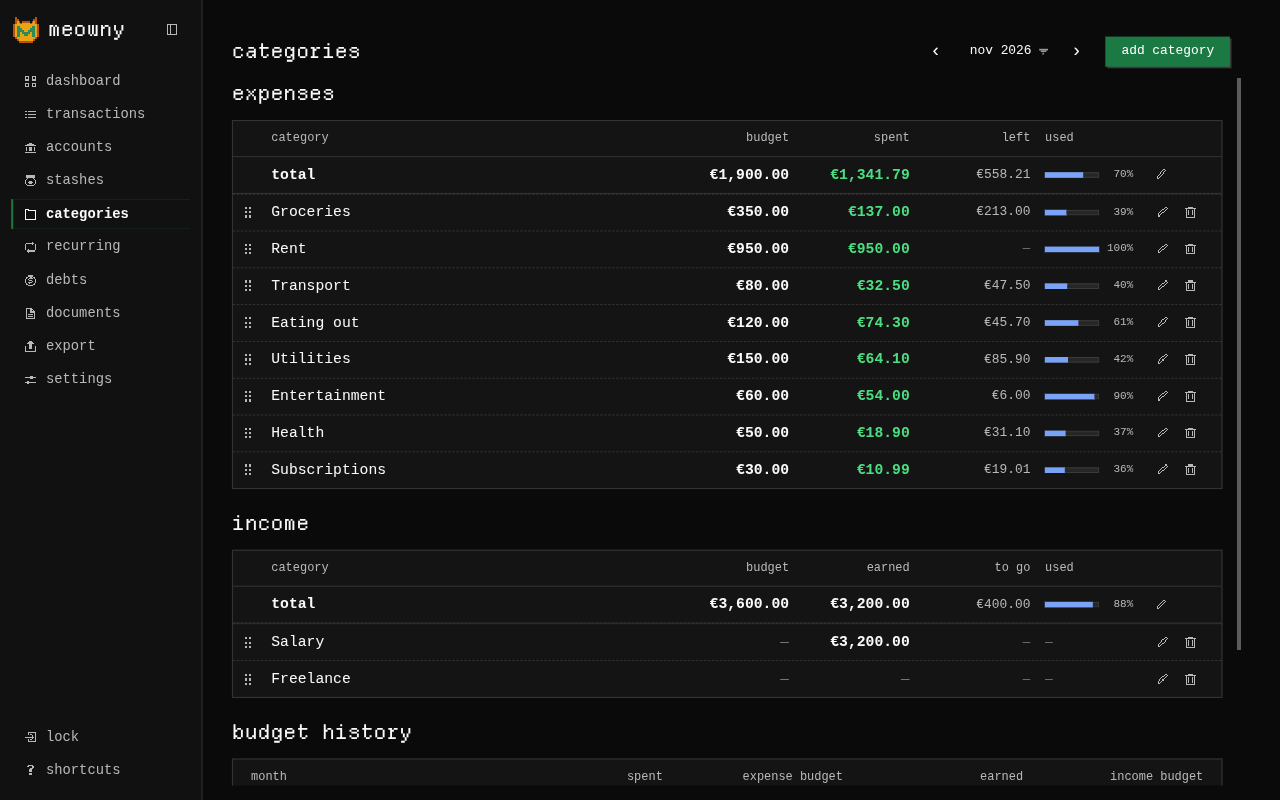 meowny
dashboard
transactions
accounts
stashes
categories
recurring
debts
documents
export
settings
lock
? shortcuts
categories
‹ nov 2026 ›
add category
expenses
category budget spent left used
total €1,900.00 €1,341.79 €558.21 70%
Groceries €350.00 €137.00 €213.00 39%
Rent €950.00 €950.00 — 100%
Transport €80.00 €32.50 €47.50 40%
Eating out €120.00 €74.30 €45.70 61%
Utilities €150.00 €64.10 €85.90 42%
Entertainment €60.00 €54.00 €6.00 90%
Health €50.00 €18.90 €31.10 37%
Subscriptions €30.00 €10.99 €19.01 36%
income
category budget earned to go used
total €3,600.00 €3,200.00 €400.00 88%
Salary — €3,200.00 — —
Freelance — — — —
budget history
month spent expense budget earned income budget